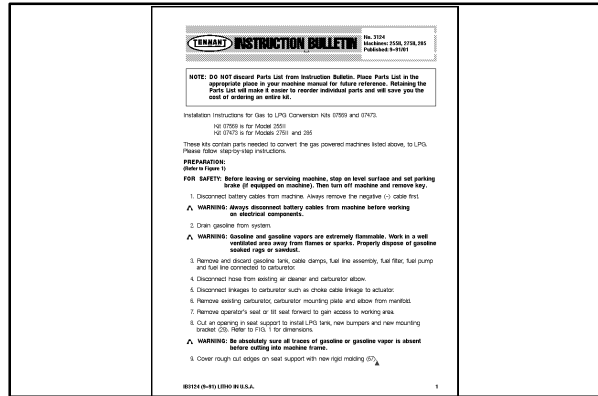 TENNANT INSTRUCTION BULLETIN
No. 3124
Machines: 255II, 275II, 285
Published: 9-91/01
NOTE: DO NOT discard Parts List from Instruction Bulletin. Place Parts List in the
appropriate place in your machine manual for future reference. Retaining the
Parts List will make it easier to reorder individual parts and will save you the
cost of ordering an entire kit.
Installation Instructions for Gas to LPG Conversion Kits 07569 and 07473.
Kit 07569 is for Model 255II
Kit 07473 is for Models 275II and 285
These kits contain parts needed to convert the gas powered machines listed above, to LPG.
Please follow step-by-step instructions.
PREPARATION:
(Refer to Figure 1)
FOR SAFETY: Before leaving or servicing machine, stop on level surface and set parking
brake (if equipped on machine). Then turn off machine and remove key.
1. Disconnect battery cables from machine. Always remove the negative (-) cable first.
WARNING: Always disconnect battery cables from machine before working
on electrical components.
2. Drain gasoline from system.
WARNING: Gasoline and gasoline vapors are extremely flammable. Work in a well
ventilated area away from flames or sparks. Properly dispose of gasoline
soaked rags or sawdust.
3. Remove and discard gasoline tank, cable clamps, fuel line assembly, fuel filter, fuel pump
and fuel line connected to carburetor.
4. Disconnect hose from existing air cleaner and carburetor elbow.
5. Disconnect linkages to carburetor such as choke cable linkage to actuator.
6. Remove existing carburetor, carburetor mounting plate and elbow from manifold.
7. Remove operator's seat or tilt seat forward to gain access to working area.
8. Cut an opening in seat support to install LPG tank, new bumpers and new mounting
bracket (29). Refer to FIG. 1 for dimensions.
WARNING: Be absolutely sure all traces of gasoline or gasoline vapor is absent
before cutting into machine frame.
9. Cover rough cut edges on seat support with new rigid molding (57).
IB3124 (9-91) LITHO IN U.S.A.
1